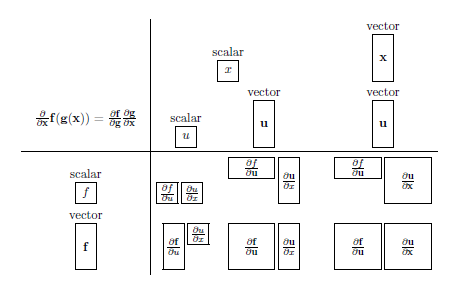 vector
scalar
x
x
vector
vector
∂/∂x f(g(x)) = ∂f/∂g ∂g/∂x
scalar
u
u
u
scalar
f
∂f/∂u ∂u/∂x
∂f/∂u ∂u/∂x
∂f/∂u ∂u/∂x
vector
f
∂f/∂u ∂u/∂x
∂f/∂u ∂u/∂x
∂f/∂u ∂u/∂x